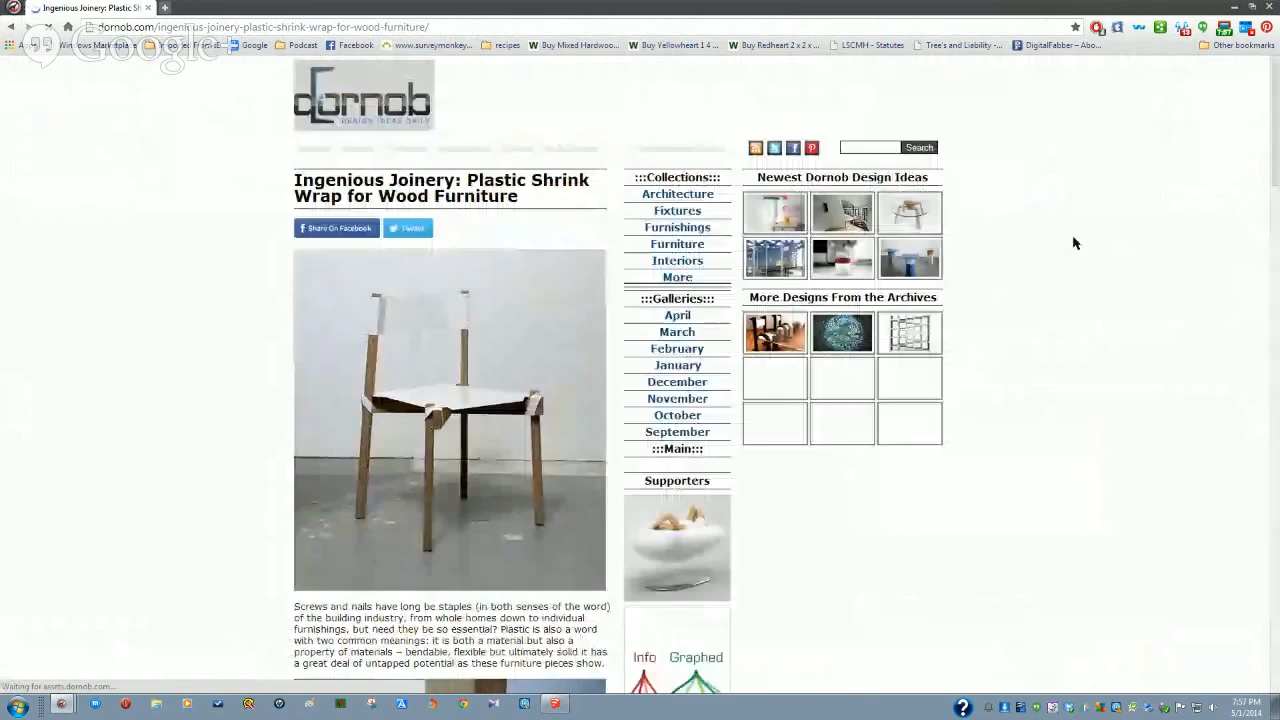 Ingenious Joinery: Plastic Sh
dornob.com/ingenious-joinery-plastic-shrink-wrap-for-wood-furniture/
Google+
Windows Marketplace
Google
Podcast
Facebook
www.surveymonkey...
recipes
Buy Mixed Hardwoo...
Buy Yellowheart 1 4 ...
Buy Redheart 2 x x ...
LSCMH - Statutes
Tree's and Liability -...
DigitalFabber -- Abo...
Other bookmarks
dornob
DESIGN IDEAS DAILY
Search
Ingenious Joinery: Plastic Shrink
Wrap for Wood Furniture
Share On Facebook
Twitter
:::Collections:::
Architecture
Fixtures
Furnishings
Furniture
Interiors
More
:::Galleries:::
April
March
February
January
December
November
October
September
:::Main:::
Supporters
Info Graphed
Newest Dornob Design Ideas
More Designs From the Archives
Screws and nails have long be staples (in both senses of the word)
of the building industry, from whole homes down to individual
furnishings, but need they be so essential? Plastic is also a word
with two common meanings: it is both a material but also a
property of materials – bendable, flexible but ultimately solid it has
a great deal of untapped potential as these furniture pieces show.
Waiting for assets.dornob.com...
7:57 PM
5/1/2014